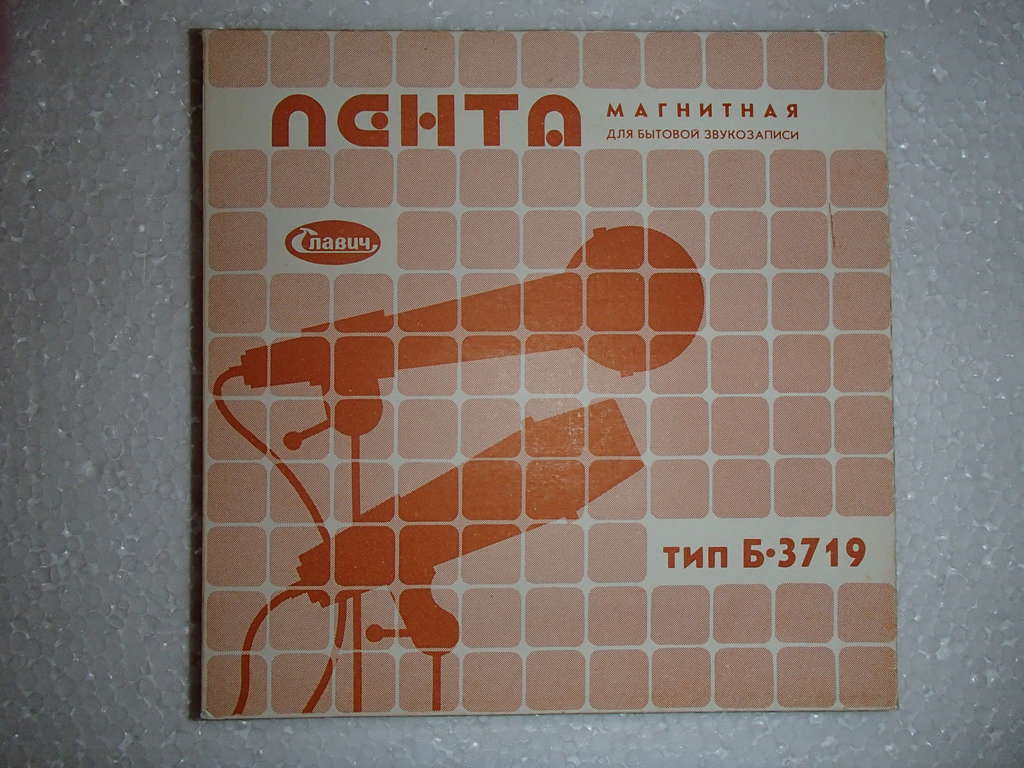 ЛЕНТА
МАГНИТНАЯ
ДЛЯ БЫТОВОЙ ЗВУКОЗАПИСИ
Славич
тип Б·3719